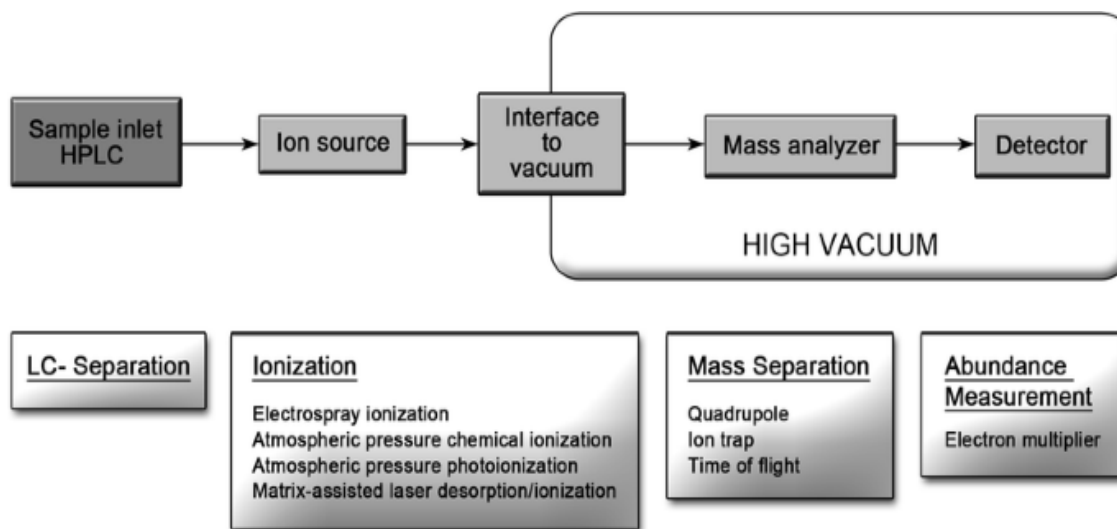 Sample inlet
HPLC
Ion source
Interface
to
vacuum
Mass analyzer
Detector
HIGH VACUUM
LC- Separation
Ionization
Electrospray ionization
Atmospheric pressure chemical ionization
Atmospheric pressure photoionization
Matrix-assisted laser desorption/ionization
Mass Separation
Quadrupole
Ion trap
Time of flight
Abundance
Measurement
Electron multiplier